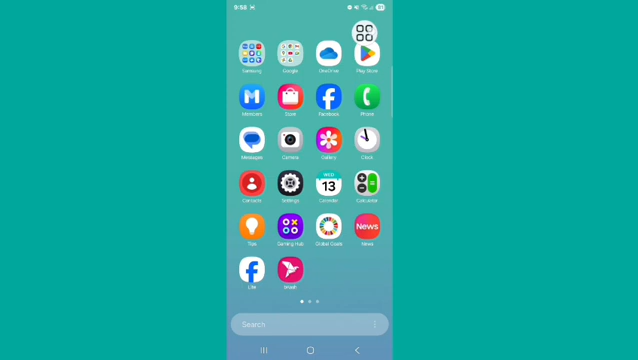 9:58
Samsung Google OneDrive Play Store
Members Store Facebook Phone
Messages Camera Gallery Clock
WED
13
Contacts Settings Calendar Calculator
News
Tips Gaming Hub Global Goals News
Lite bKash
Search